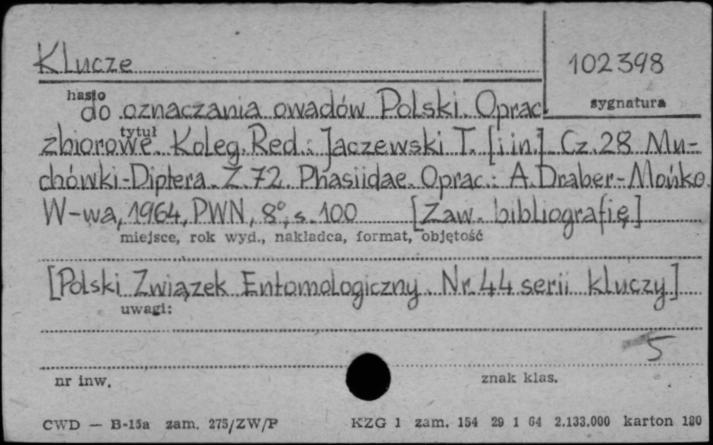 Klucze
102398
hasło
sygnatura
do oznaczania owadów Polski. Oprac.
tytuł
zbiorowe. Koleg. Red.: Jaczewski T. [i in.]. Cz. 28 Mu-
chówki-Diptera. Z. 72. Phasiidae. Oprac.: A. Draber-Mońko.
W-wa, 1964, PWN, 8°, s. 100 [Zaw. bibliografię]
miejsce, rok wyd., nakładca, format, objętość
[Polski Związek Entomologiczny. Nr. 44 serii kluczy]
uwagi:
5
nr inw.
znak klas.
CWD — B-15a zam. 275/ZW/P KZG 1 zam. 154 29 1 64 2.133.000 karton 180